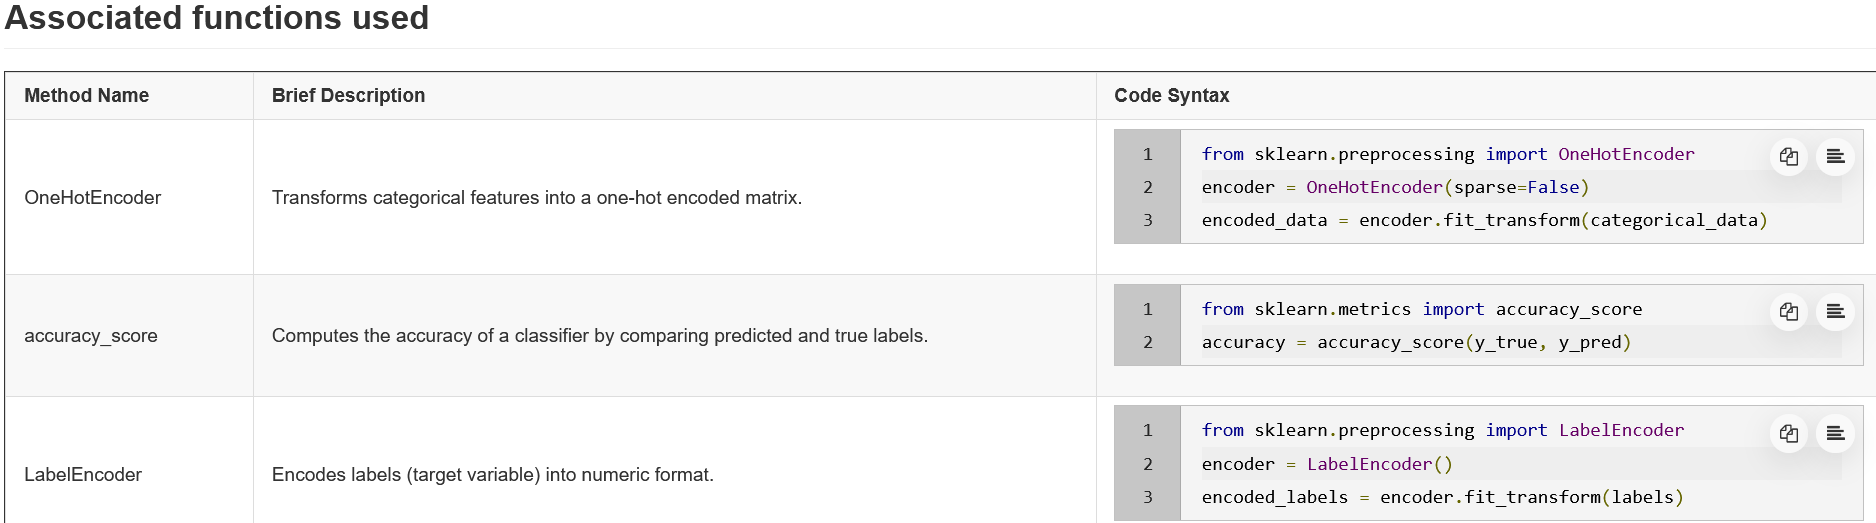 Associated functions used
Method Name
Brief Description
Code Syntax
OneHotEncoder
Transforms categorical features into a one-hot encoded matrix.
1 from sklearn.preprocessing import OneHotEncoder
2 encoder = OneHotEncoder(sparse=False)
3 encoded_data = encoder.fit_transform(categorical_data)
accuracy_score
Computes the accuracy of a classifier by comparing predicted and true labels.
1 from sklearn.metrics import accuracy_score
2 accuracy = accuracy_score(y_true, y_pred)
LabelEncoder
Encodes labels (target variable) into numeric format.
1 from sklearn.preprocessing import LabelEncoder
2 encoder = LabelEncoder()
3 encoded_labels = encoder.fit_transform(labels)